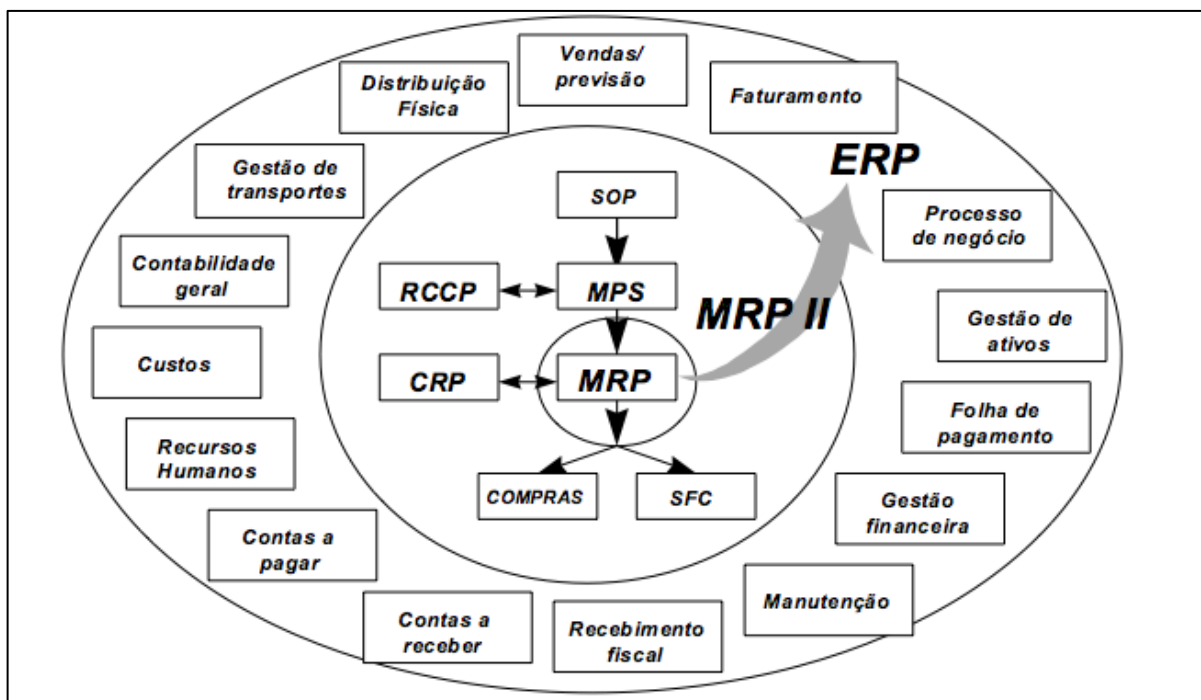 Vendas/
previsão
Distribuição
Física
Faturamento
ERP
Gestão de
transportes
SOP
Processo
de negócio
Contabilidade
geral
RCCP
MPS
MRP II
Gestão de
ativos
Custos
CRP
MRP
Folha de
pagamento
Recursos
Humanos
COMPRAS
SFC
Gestão
financeira
Contas a
pagar
Manutenção
Contas a
receber
Recebimento
fiscal